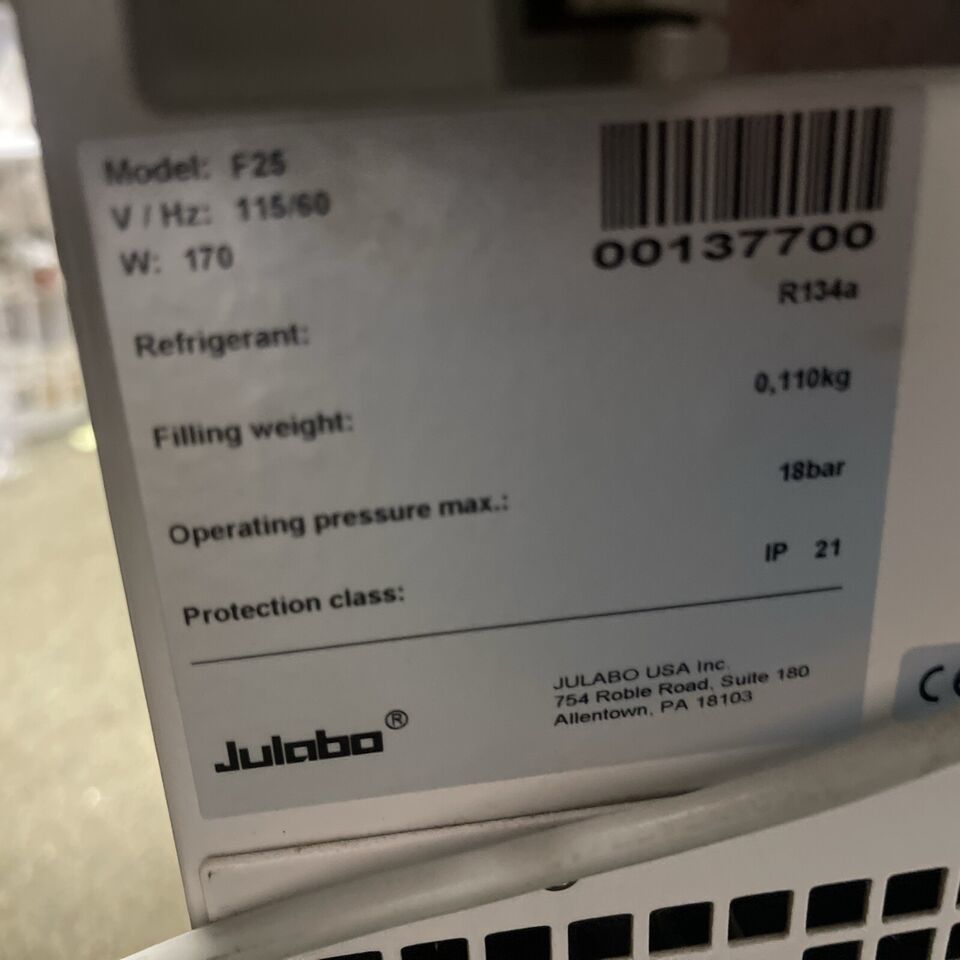 Model: F25
V / Hz: 115/60
W: 170
00137700
Refrigerant: R134a
Filling weight: 0,110kg
Operating pressure max.: 18bar
Protection class: IP 21
Julabo®
JULABO USA Inc.
754 Roble Road, Suite 180
Allentown, PA 18103
CE